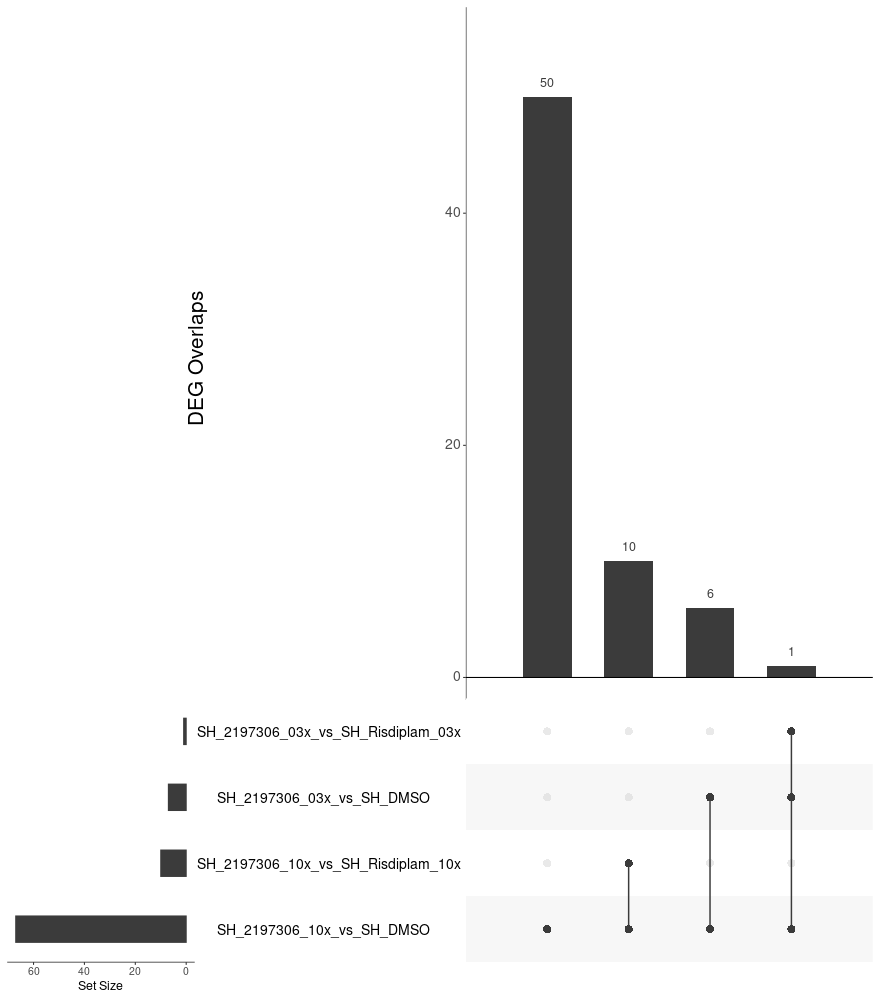 DEG Overlaps
50
10
6
1
40
20
0
SH_2197306_03x_vs_SH_Risdiplam_03x
SH_2197306_03x_vs_SH_DMSO
SH_2197306_10x_vs_SH_Risdiplam_10x
SH_2197306_10x_vs_SH_DMSO
60 40 20 0
Set Size